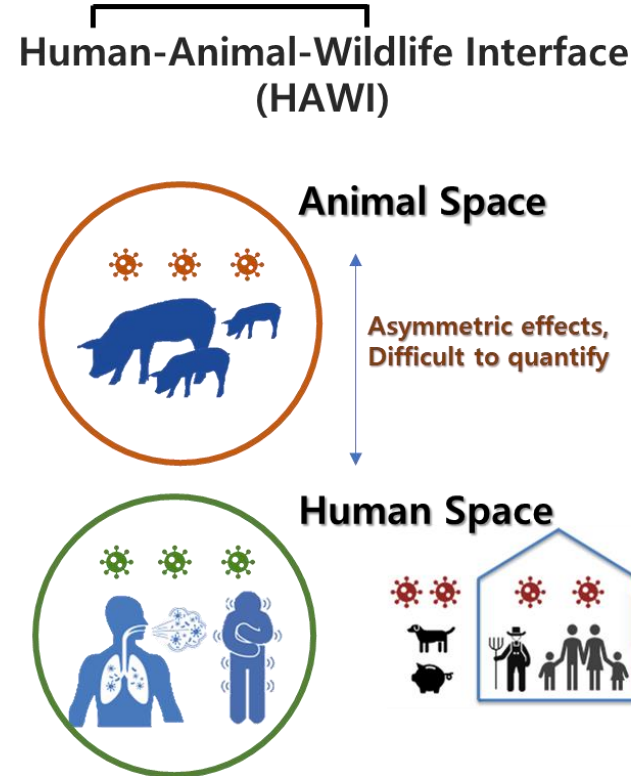 Human-Animal-Wildlife Interface
(HAWI)
Animal Space
Asymmetric effects,
Difficult to quantify
Human Space